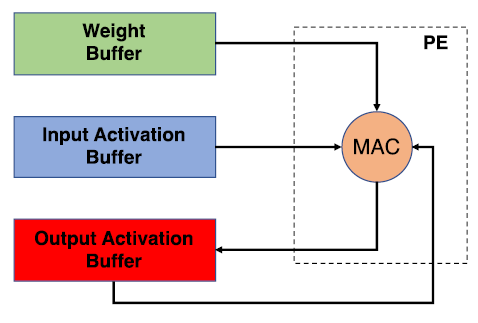 Weight
Buffer
PE
Input Activation
Buffer
MAC
Output Activation
Buffer